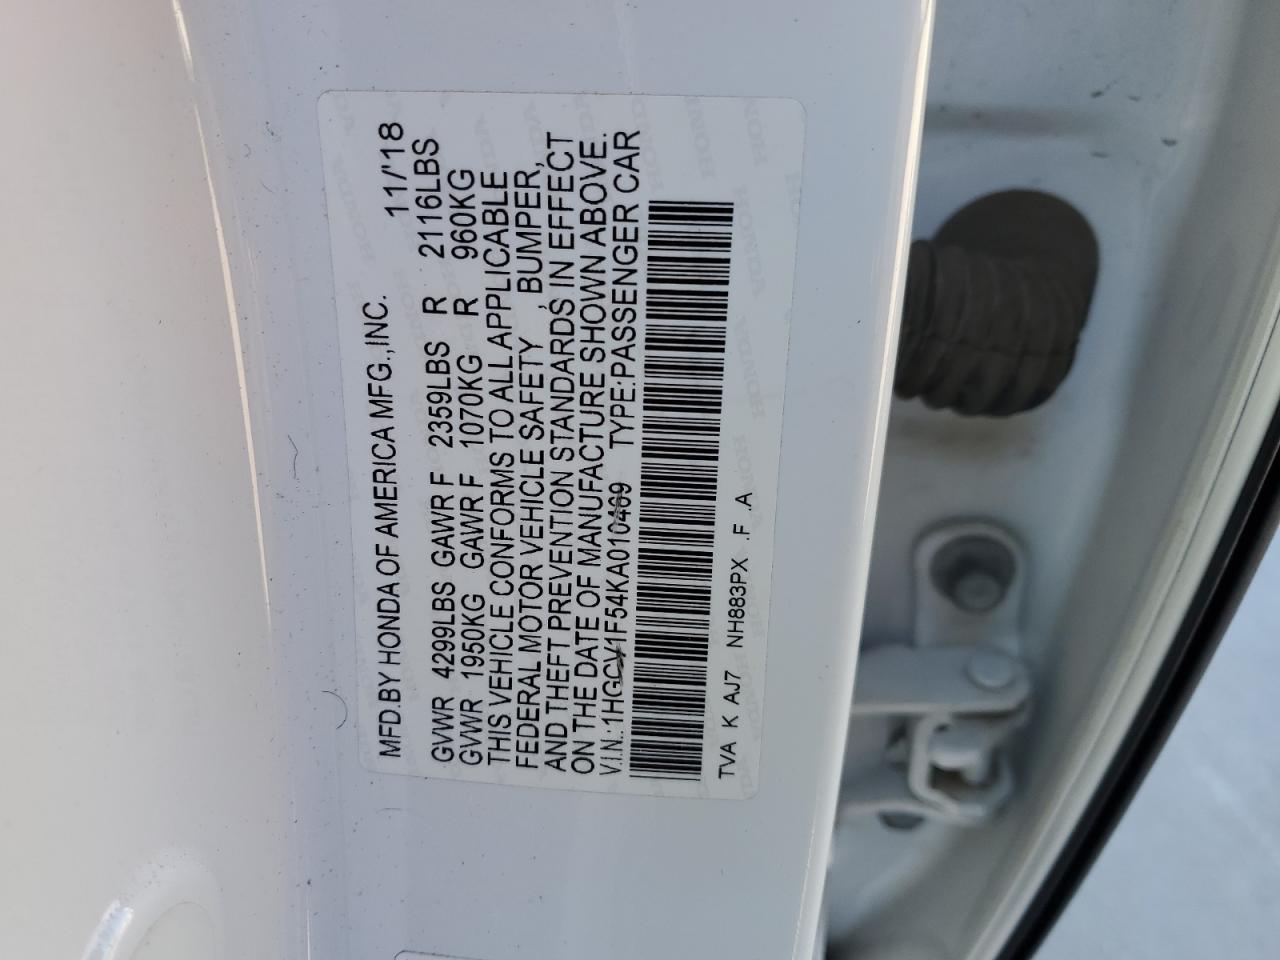 MFD.BY HONDA OF AMERICA MFG.,INC. 11/'18
GVWR 4299LBS GAWR F 2359LBS R 2116LBS
GVWR 1950KG GAWR F 1070KG R 960KG
THIS VEHICLE CONFORMS TO ALL APPLICABLE
FEDERAL MOTOR VEHICLE SAFETY , BUMPER,
AND THEFT PREVENTION STANDARDS IN EFFECT
ON THE DATE OF MANUFACTURE SHOWN ABOVE.
V.I.N.:1HGCV1F54KA010469 TYPE:PASSENGER CAR
TVA K AJ7 NH883PX .F .A